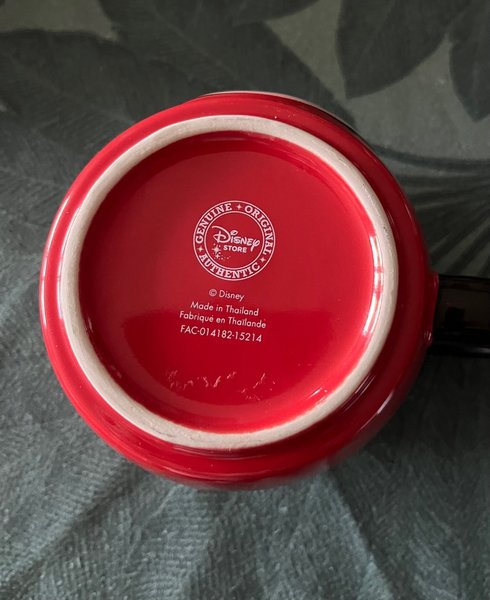 GENUINE ORIGINAL
Disney
STORE
AUTHENTIC
© Disney
Made in Thailand
Fabriqué en Thaïlande
FAC-014182-15214